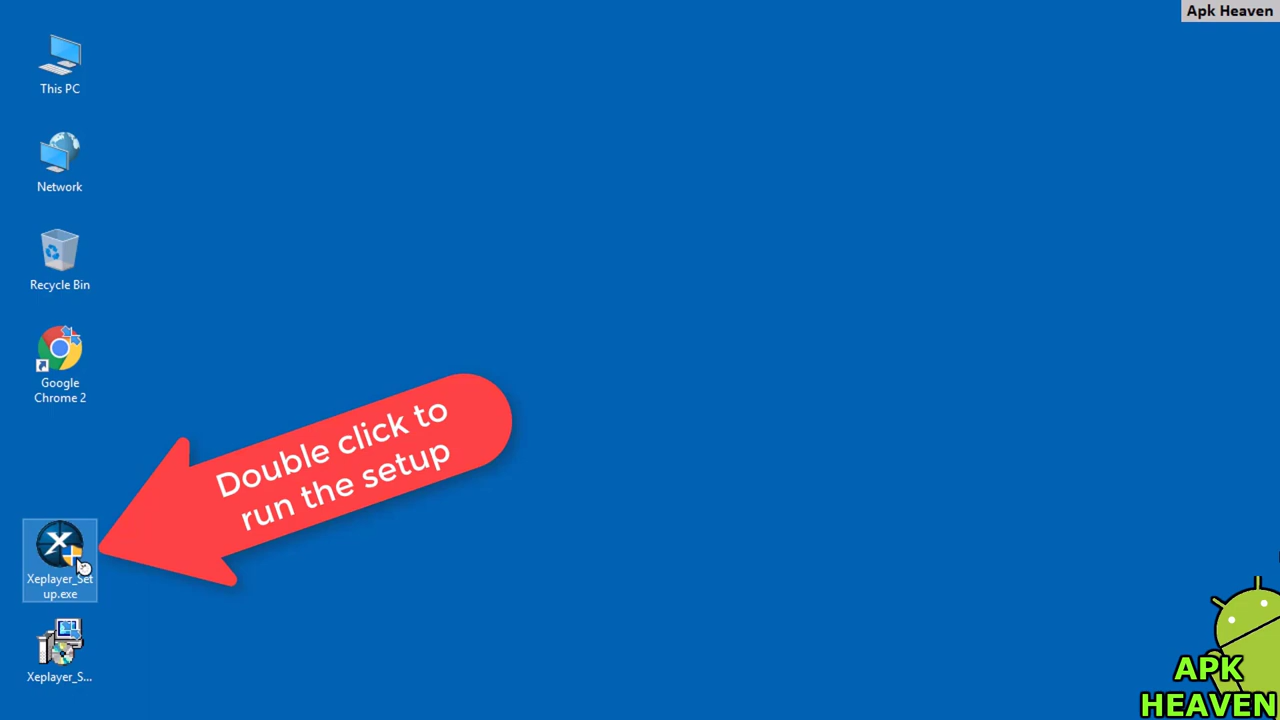 Apk Heaven
This PC
Network
Recycle Bin
Google
Chrome 2
Double click to
run the setup
X
Xeplayer_Set
up.exe
Xeplayer_S...
APK
HEAVEN